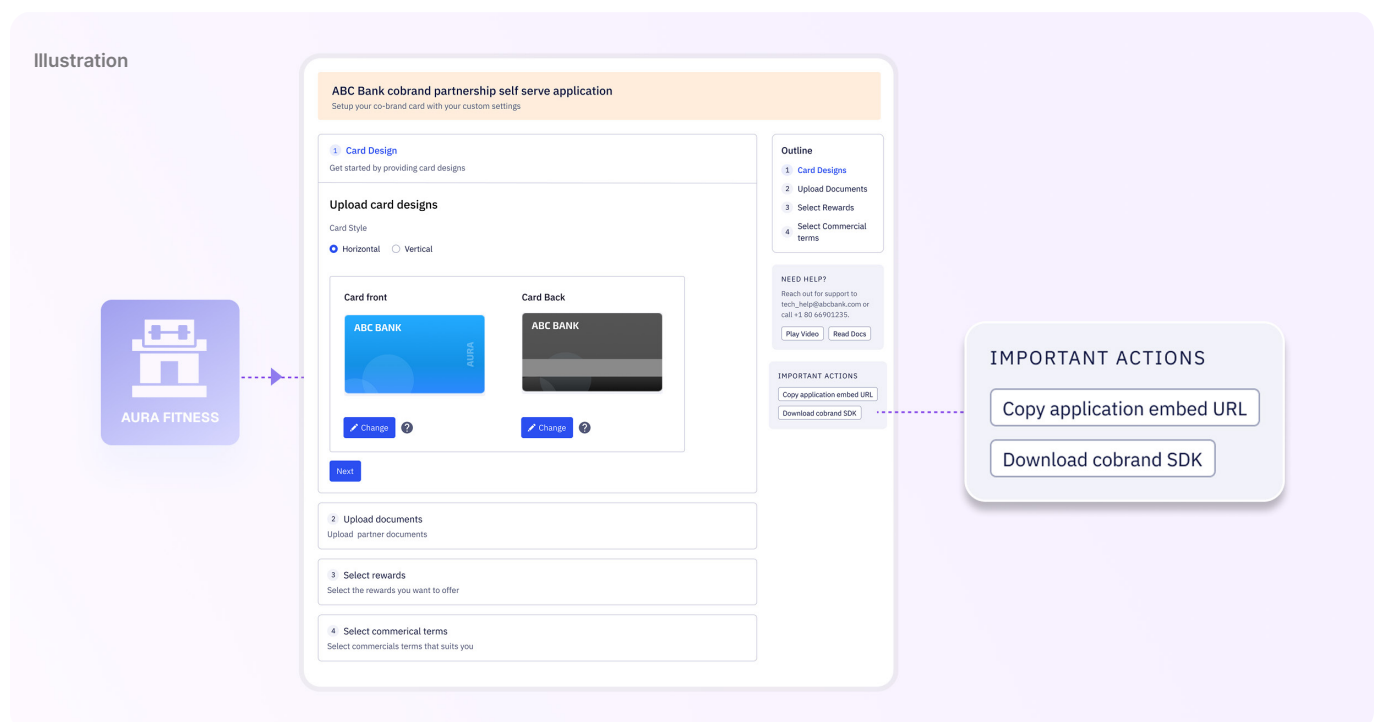 Illustration
AURA FITNESS
ABC Bank cobrand partnership self serve application
Setup your co-brand card with your custom settings
1 Card Design
Get started by providing card designs
Upload card designs
Card Style
Horizontal Vertical
Card front Card Back
ABC BANK ABC BANK
AURA
Change ? Change ?
Next
2 Upload documents
Upload partner documents
3 Select rewards
Select the rewards you want to offer
4 Select commerical terms
Select commercials terms that suits you
Outline
1 Card Designs
2 Upload Documents
3 Select Rewards
4 Select Commercial
terms
NEED HELP?
Reach out for support to
tech_help@abcbank.com or
call +1 80 66901235.
Play Video Read Docs
IMPORTANT ACTIONS
Copy application embed URL
Download cobrand SDK
IMPORTANT ACTIONS
Copy application embed URL
Download cobrand SDK